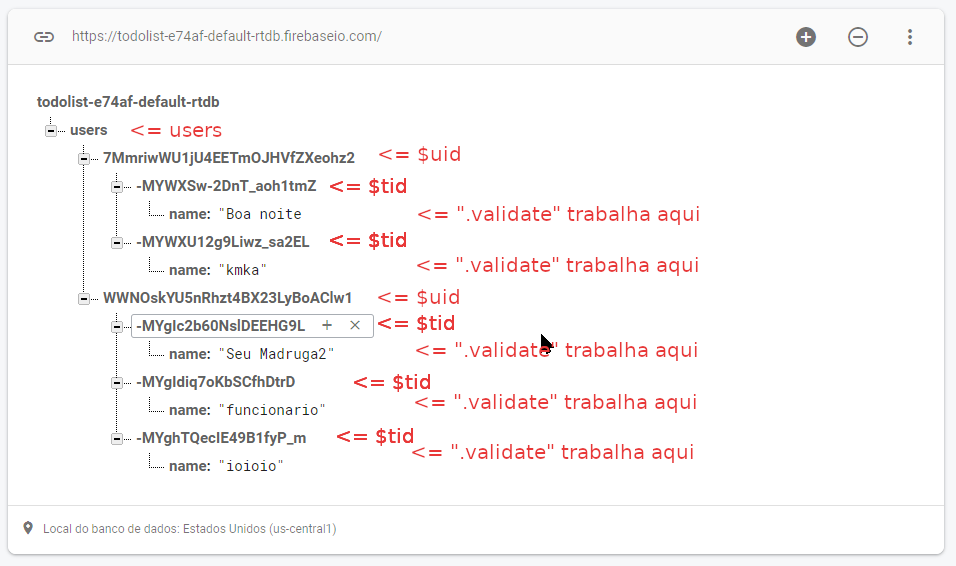 https://todolist-e74af-default-rtdb.firebaseio.com/
todolist-e74af-default-rtdb
users <= users
7MmriwWU1jU4EETmOJHVfZXeohz2 <= $uid
-MYWXSw-2DnT_aoh1tmZ <= $tid
name: "Boa noite <= ".validate" trabalha aqui
-MYWXU12g9Liwz_sa2EL <= $tid
name: "kmka" <= ".validate" trabalha aqui
WWNOskYU5nRhzt4BX23LyBoAClw1 <= $uid
-MYglc2b60NslDEEHG9L + × <= $tid
name: "Seu Madruga2" <= ".validate" trabalha aqui
-MYgldiq7oKbSCfhDtrD <= $tid
name: "funcionario" <= ".validate" trabalha aqui
-MYghTQecIE49B1fyP_m <= $tid
name: "ioioio" <= ".validate" trabalha aqui
Local do banco de dados: Estados Unidos (us-central1)